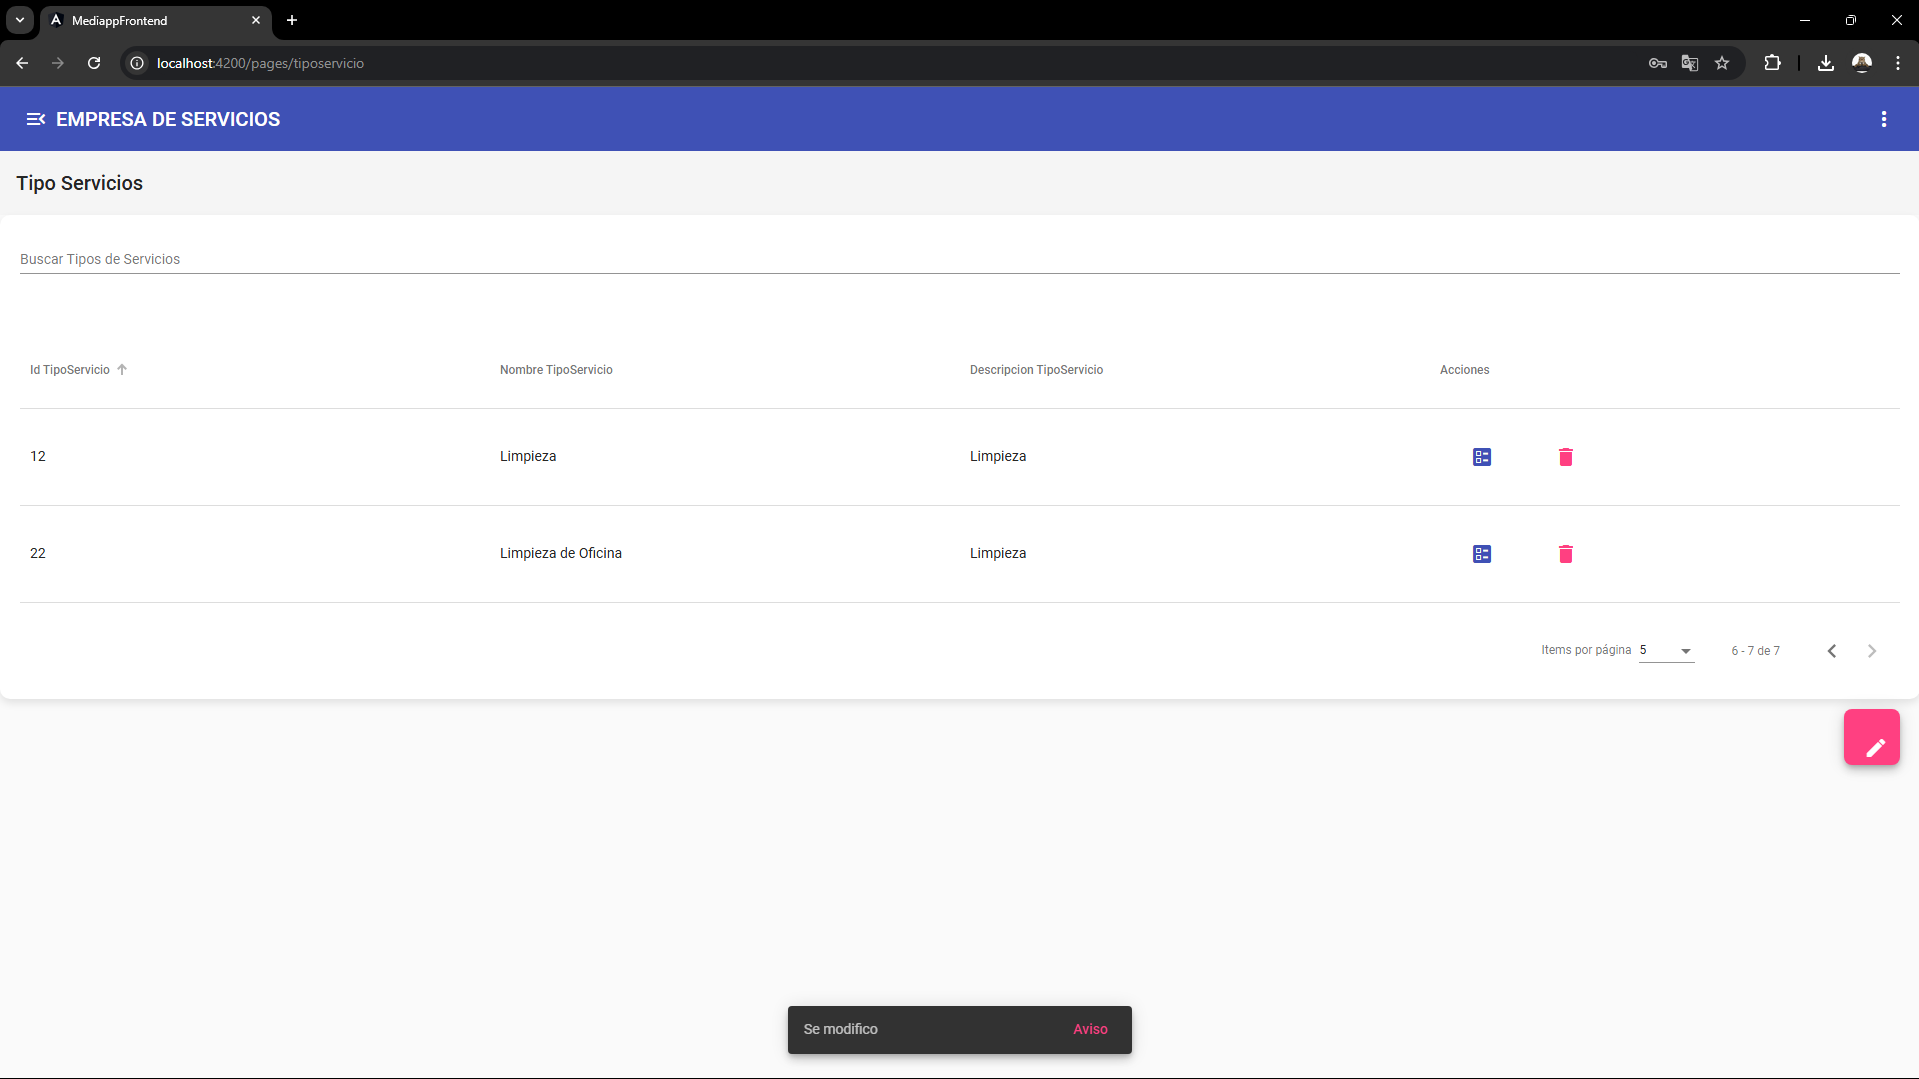 MediappFrontend
localhost:4200/pages/tiposervicio
EMPRESA DE SERVICIOS
Tipo Servicios
Buscar Tipos de Servicios
Id TipoServicio Nombre TipoServicio Descripcion TipoServicio Acciones
12 Limpieza Limpieza
22 Limpieza de Oficina Limpieza
Items por página 5 6 - 7 de 7
Se modifico Aviso